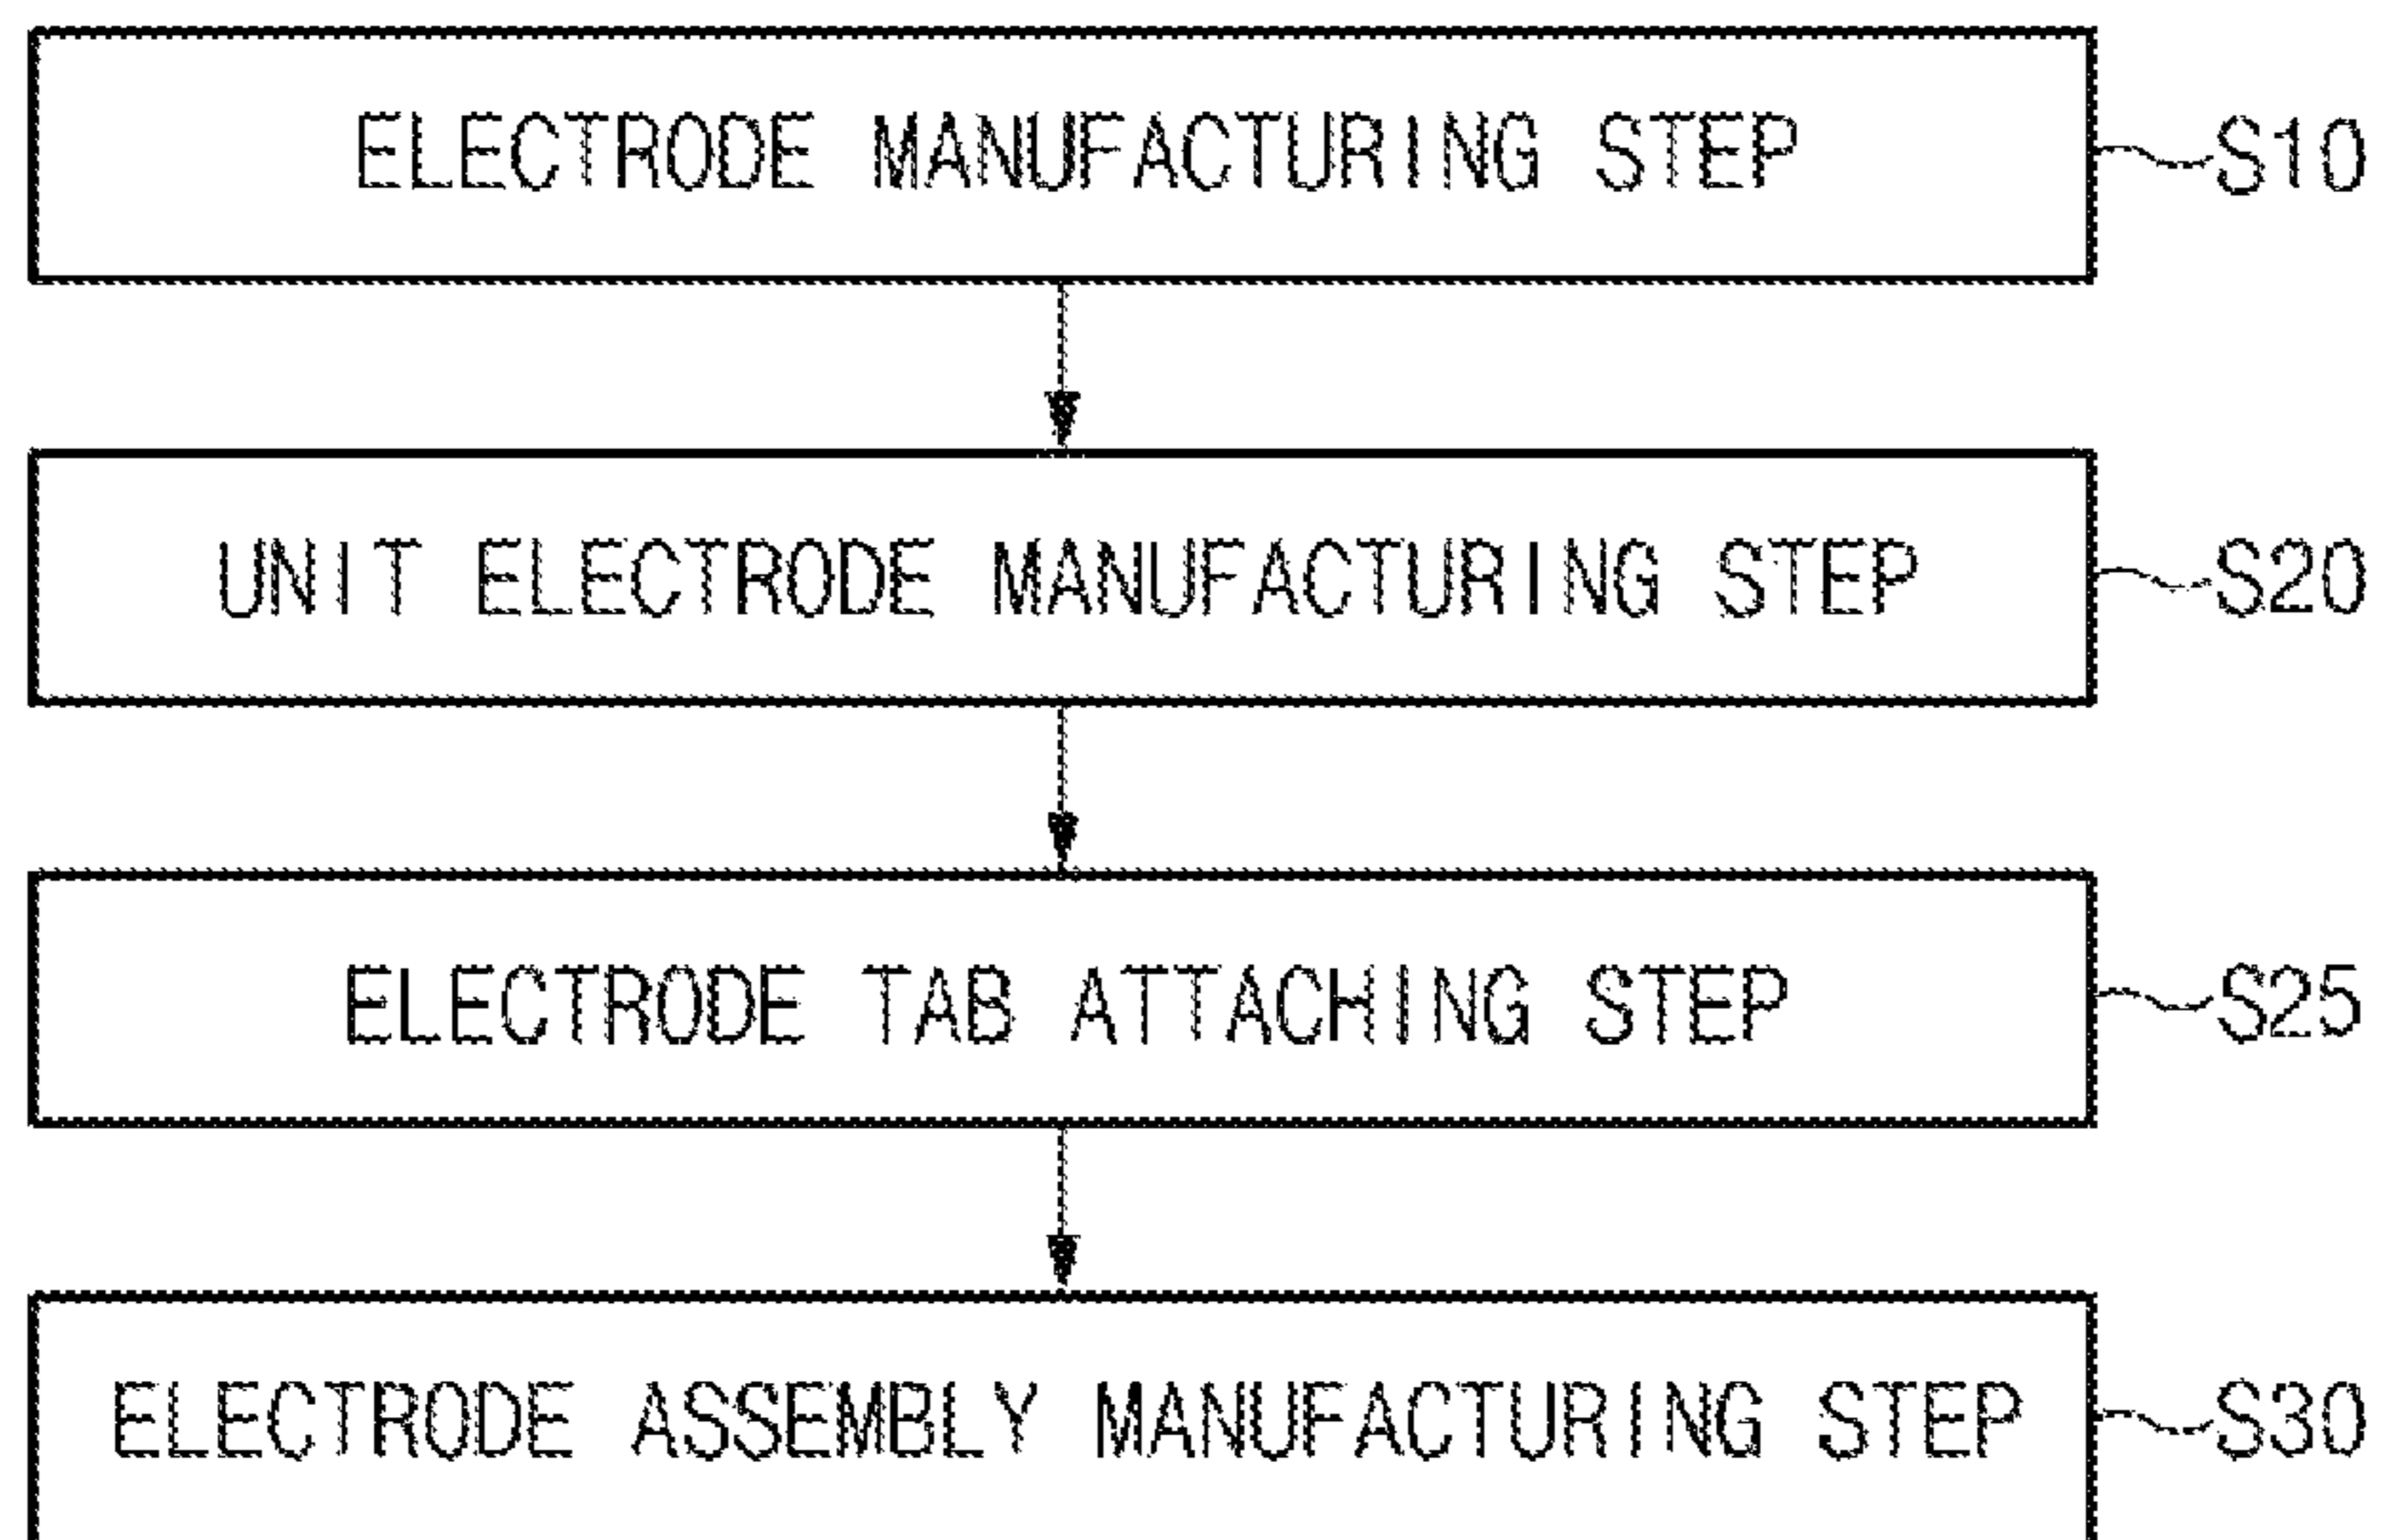 ELECTRODE MANUFACTURING STEP S10
UNIT ELECTRODE MANUFACTURING STEP S20
ELECTRODE TAB ATTACHING STEP S25
ELECTRODE ASSEMBLY MANUFACTURING STEP S30